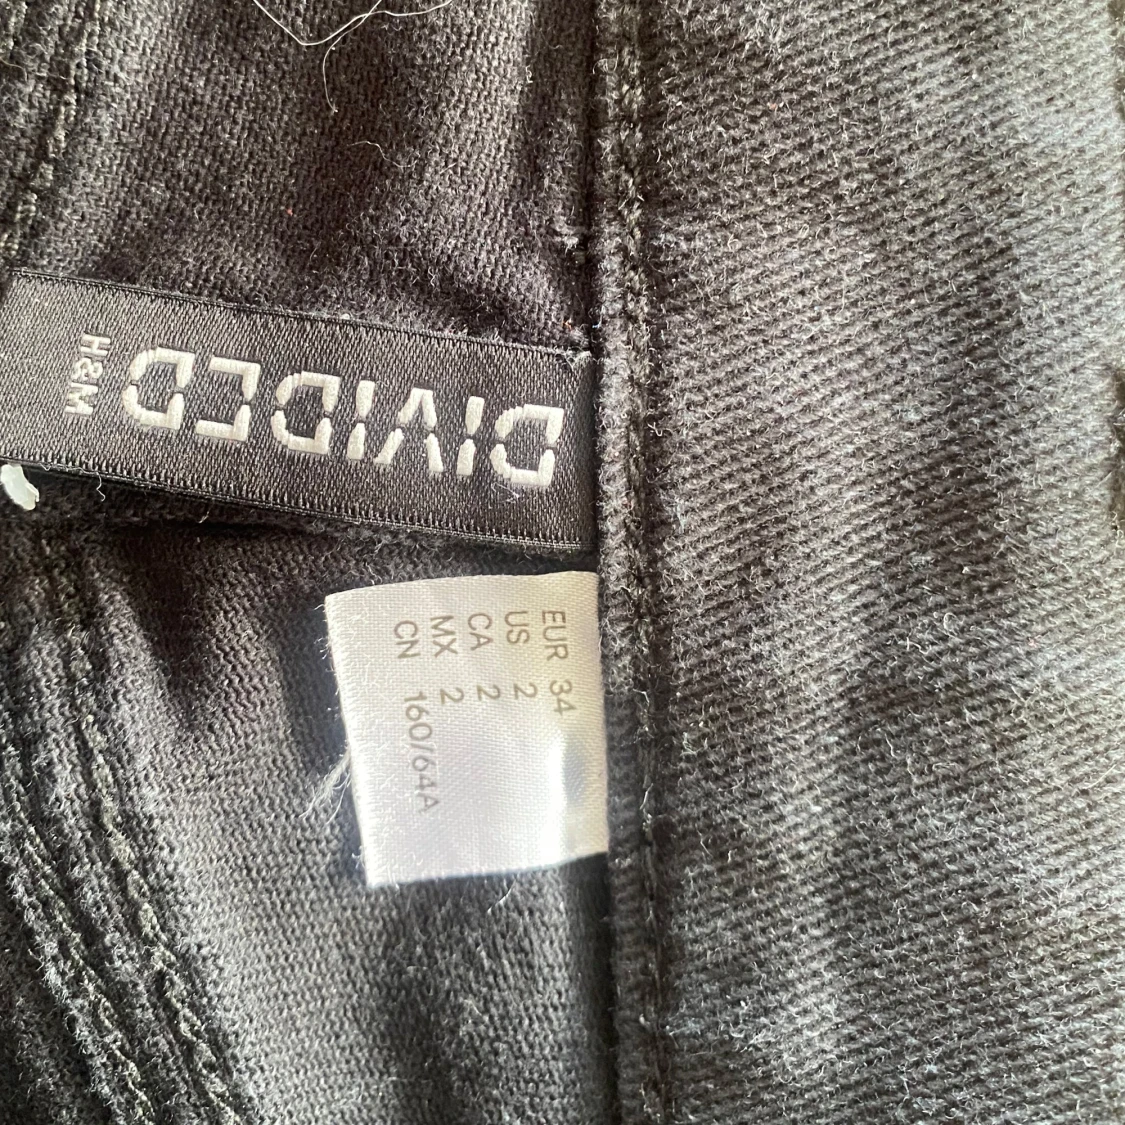 DIVIDED
H&M
EUR 34
US 2
CA 2
MX 2
CN 160/64A